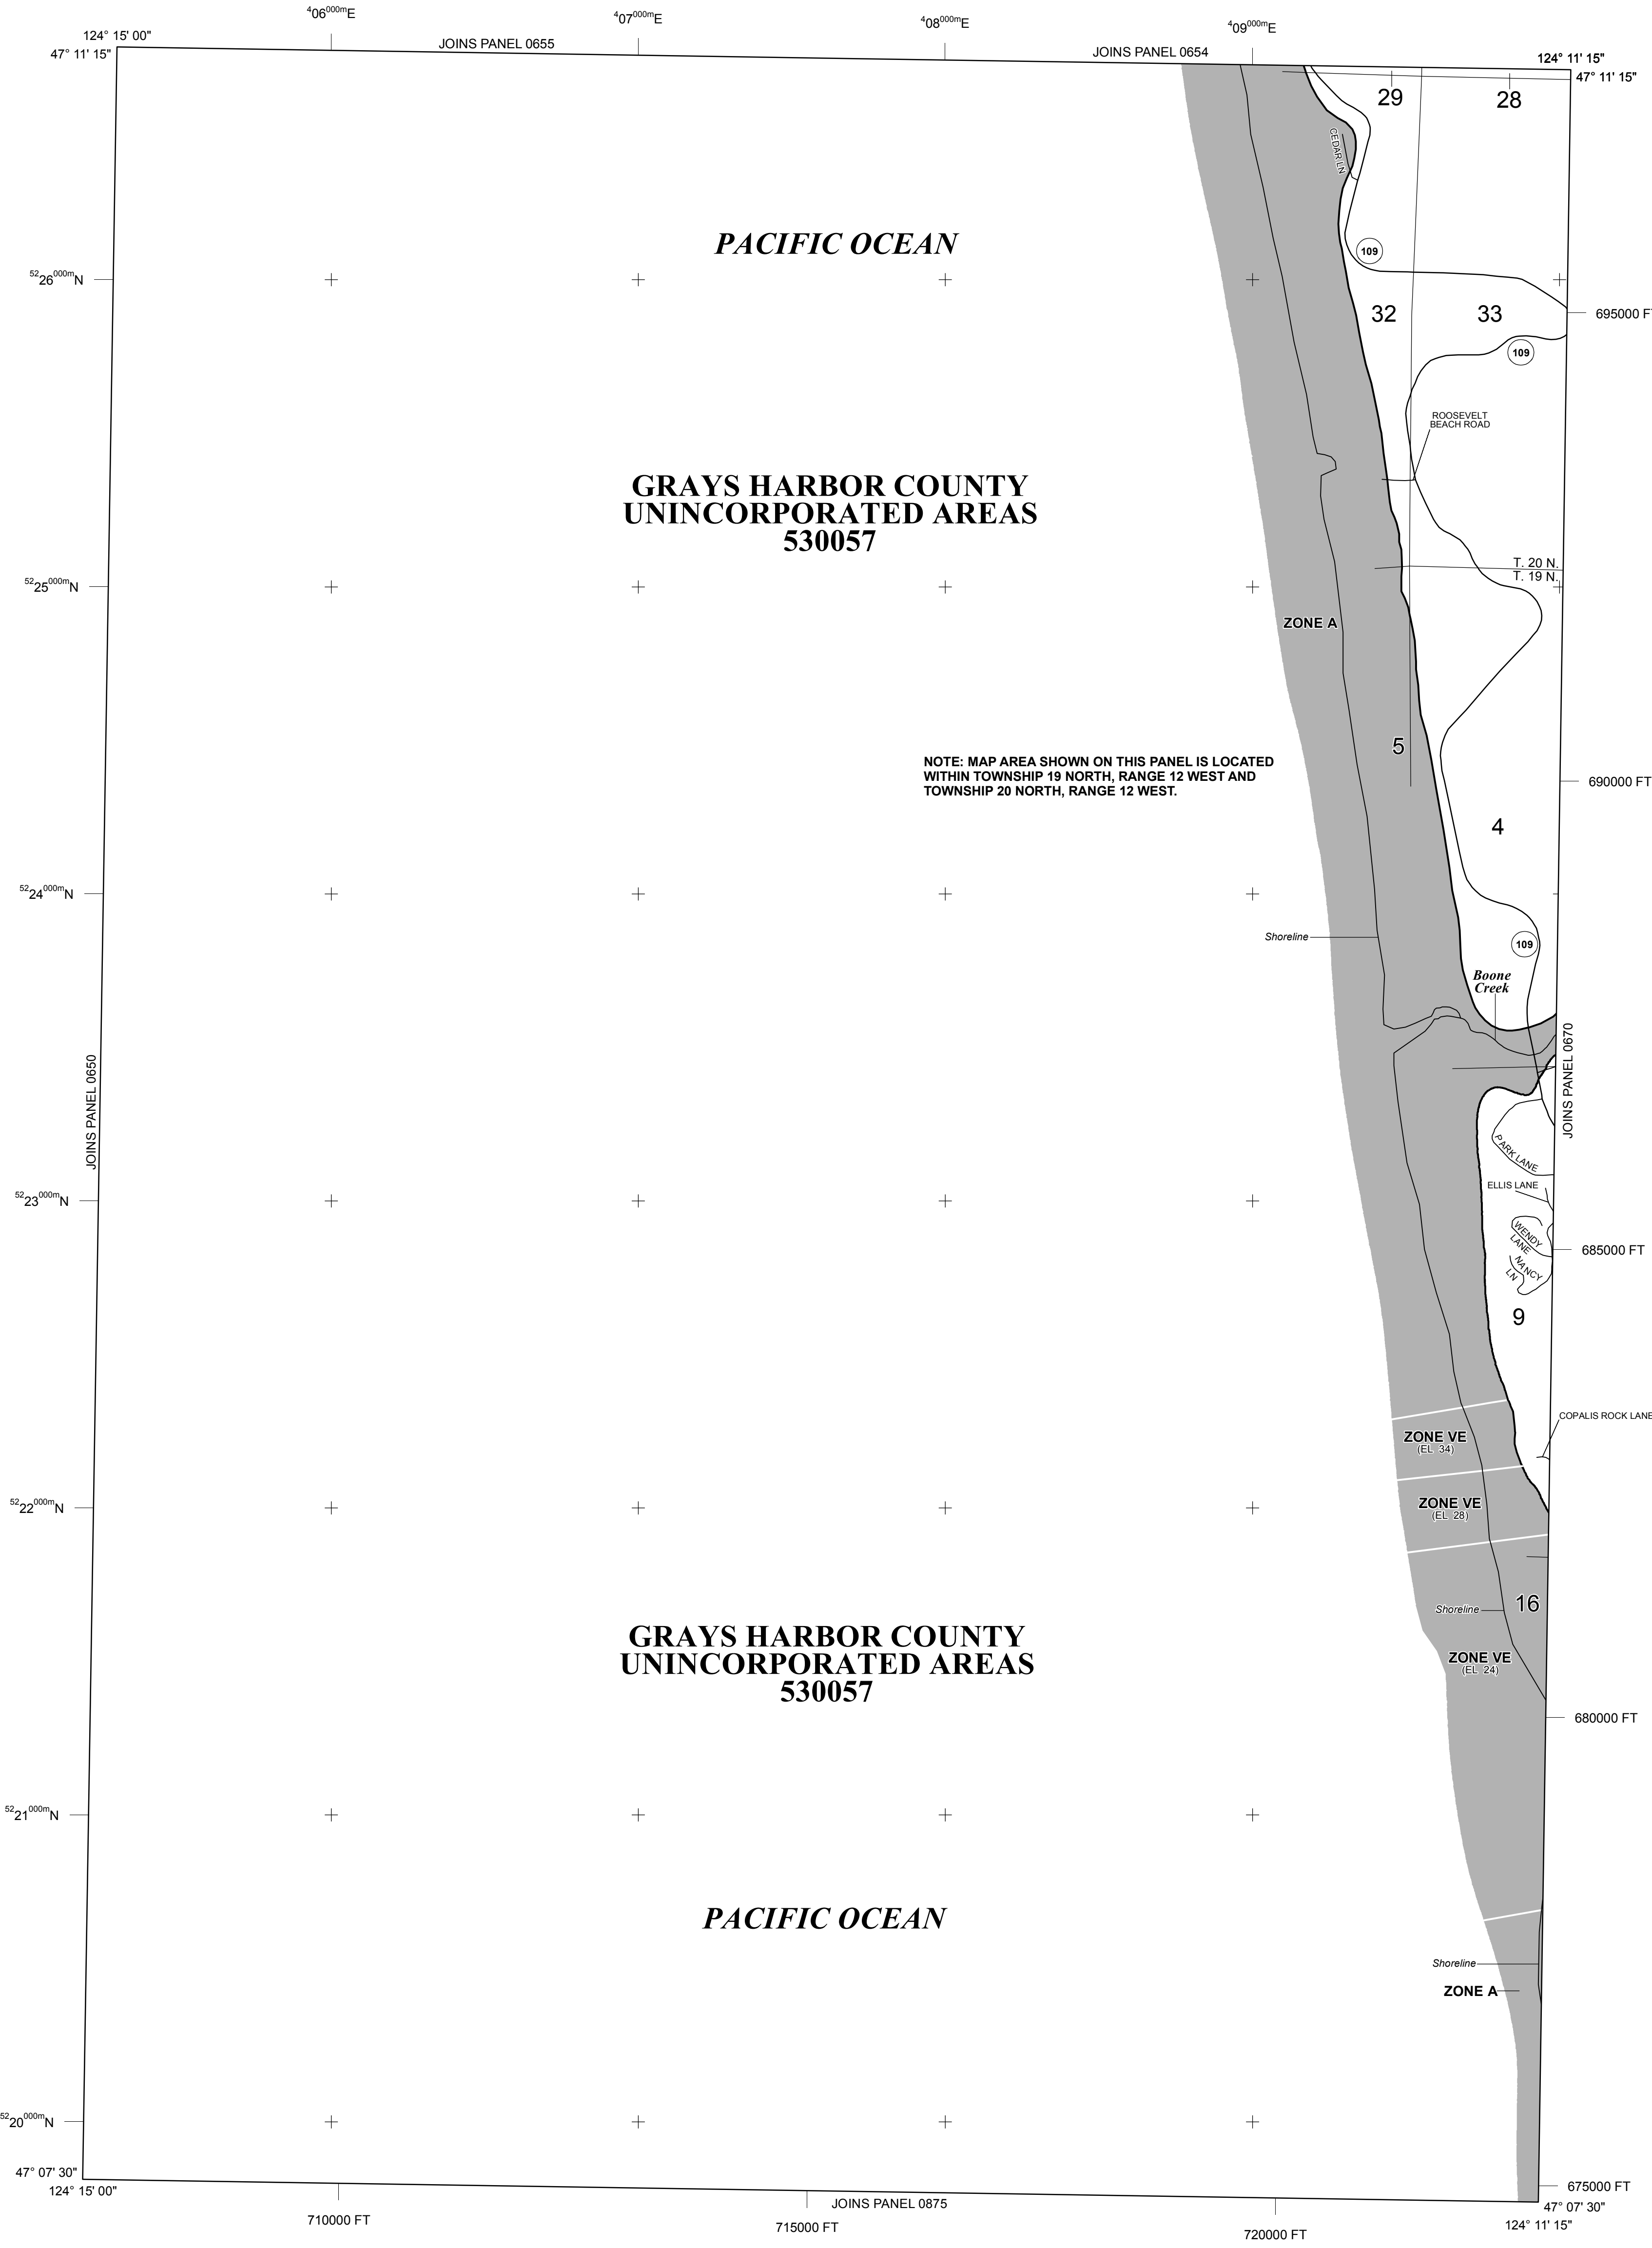 406000mE
407000mE
408000mE
409000mE
124° 15' 00"
47° 11' 15"
JOINS PANEL 0655
JOINS PANEL 0654
124° 11' 15"
47° 11' 15"
29
28
CEDAR LN
PACIFIC OCEAN
109
5226000mN
32
33
695000 F
109
ROOSEVELT
BEACH ROAD
GRAYS HARBOR COUNTY
UNINCORPORATED AREAS
530057
T. 20 N.
T. 19 N.
5225000mN
ZONE A
5
NOTE: MAP AREA SHOWN ON THIS PANEL IS LOCATED
WITHIN TOWNSHIP 19 NORTH, RANGE 12 WEST AND
TOWNSHIP 20 NORTH, RANGE 12 WEST.
690000 FT
4
5224000mN
Shoreline
109
Boone
Creek
JOINS PANEL 0650
JOINS PANEL 0670
PARK LANE
ELLIS LANE
5223000mN
WENDY
LANE
NANCY
LN
685000 FT
9
COPALIS ROCK LANE
ZONE VE
(EL 34)
5222000mN
ZONE VE
(EL 28)
16
Shoreline
GRAYS HARBOR COUNTY
UNINCORPORATED AREAS
530057
ZONE VE
(EL 24)
680000 FT
5221000mN
PACIFIC OCEAN
Shoreline
ZONE A
5220000mN
47° 07' 30"
124° 15' 00"
JOINS PANEL 0875
675000 FT
47° 07' 30"
124° 11' 15"
710000 FT
715000 FT
720000 FT